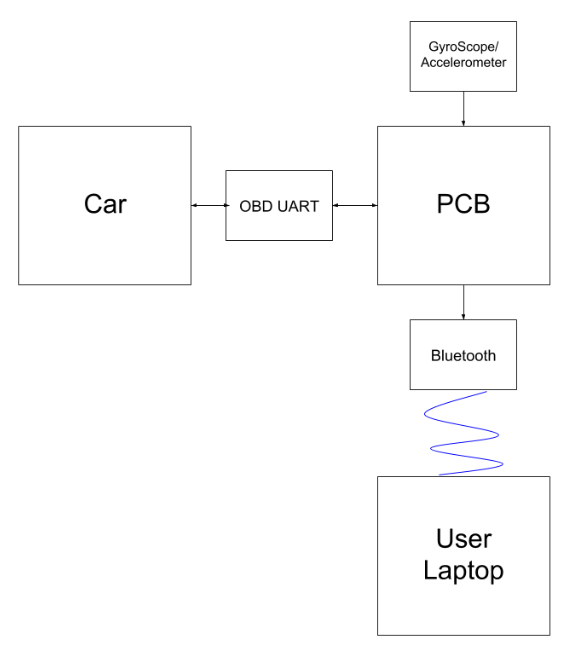 GyroScope/
Accelerometer
Car
OBD UART
PCB
Bluetooth
User
Laptop